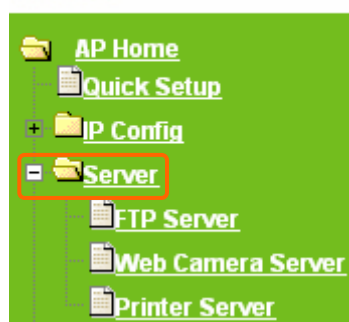 AP Home
Quick Setup
IP Config
Server
FTP Server
Web Camera Server
Printer Server